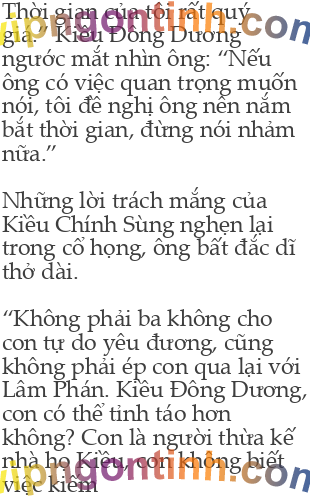 Thời gian của tôi rất quý
giá." Kiều Đông Dương
ngước mắt nhìn ông: “Nếu
ông có việc quan trọng muốn
nói, tôi đề nghị ông nên nắm
bắt thời gian, đừng nói nhảm
nữa.”

Những lời trách mắng của
Kiều Chính Sùng nghẹn lại
trong cổ họng, ông bất đắc dĩ
thở dài.

“Không phải ba không cho
con tự do yêu đương, cũng
không phải ép con qua lại với
Lâm Phán. Kiều Đông Dương,
con có thể tỉnh táo hơn
không? Con là người thừa kế
nhà họ Kiều, con không biết
việc kiếm
vipngontinh.com
vipngontinh.com